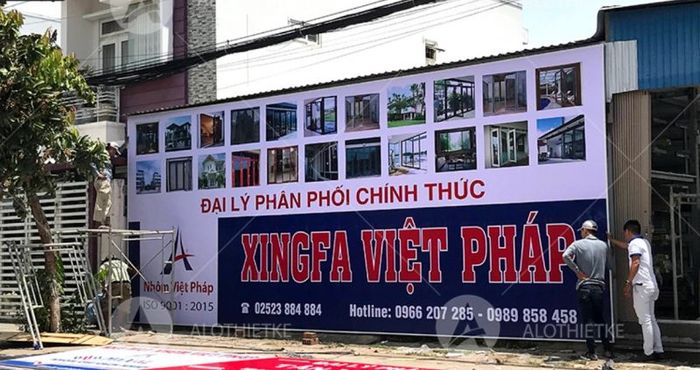 ĐẠI LÝ PHÂN PHỐI CHÍNH THỨC
XINGFA VIỆT PHÁP
Nhôm Việt Pháp
ISO 9001 : 2015
☎ 02523 884 884 Hotline: 0966 207 285 - 0989 858 458
ALOTHIETKE ALOTHIETKE ALOTHIETKE